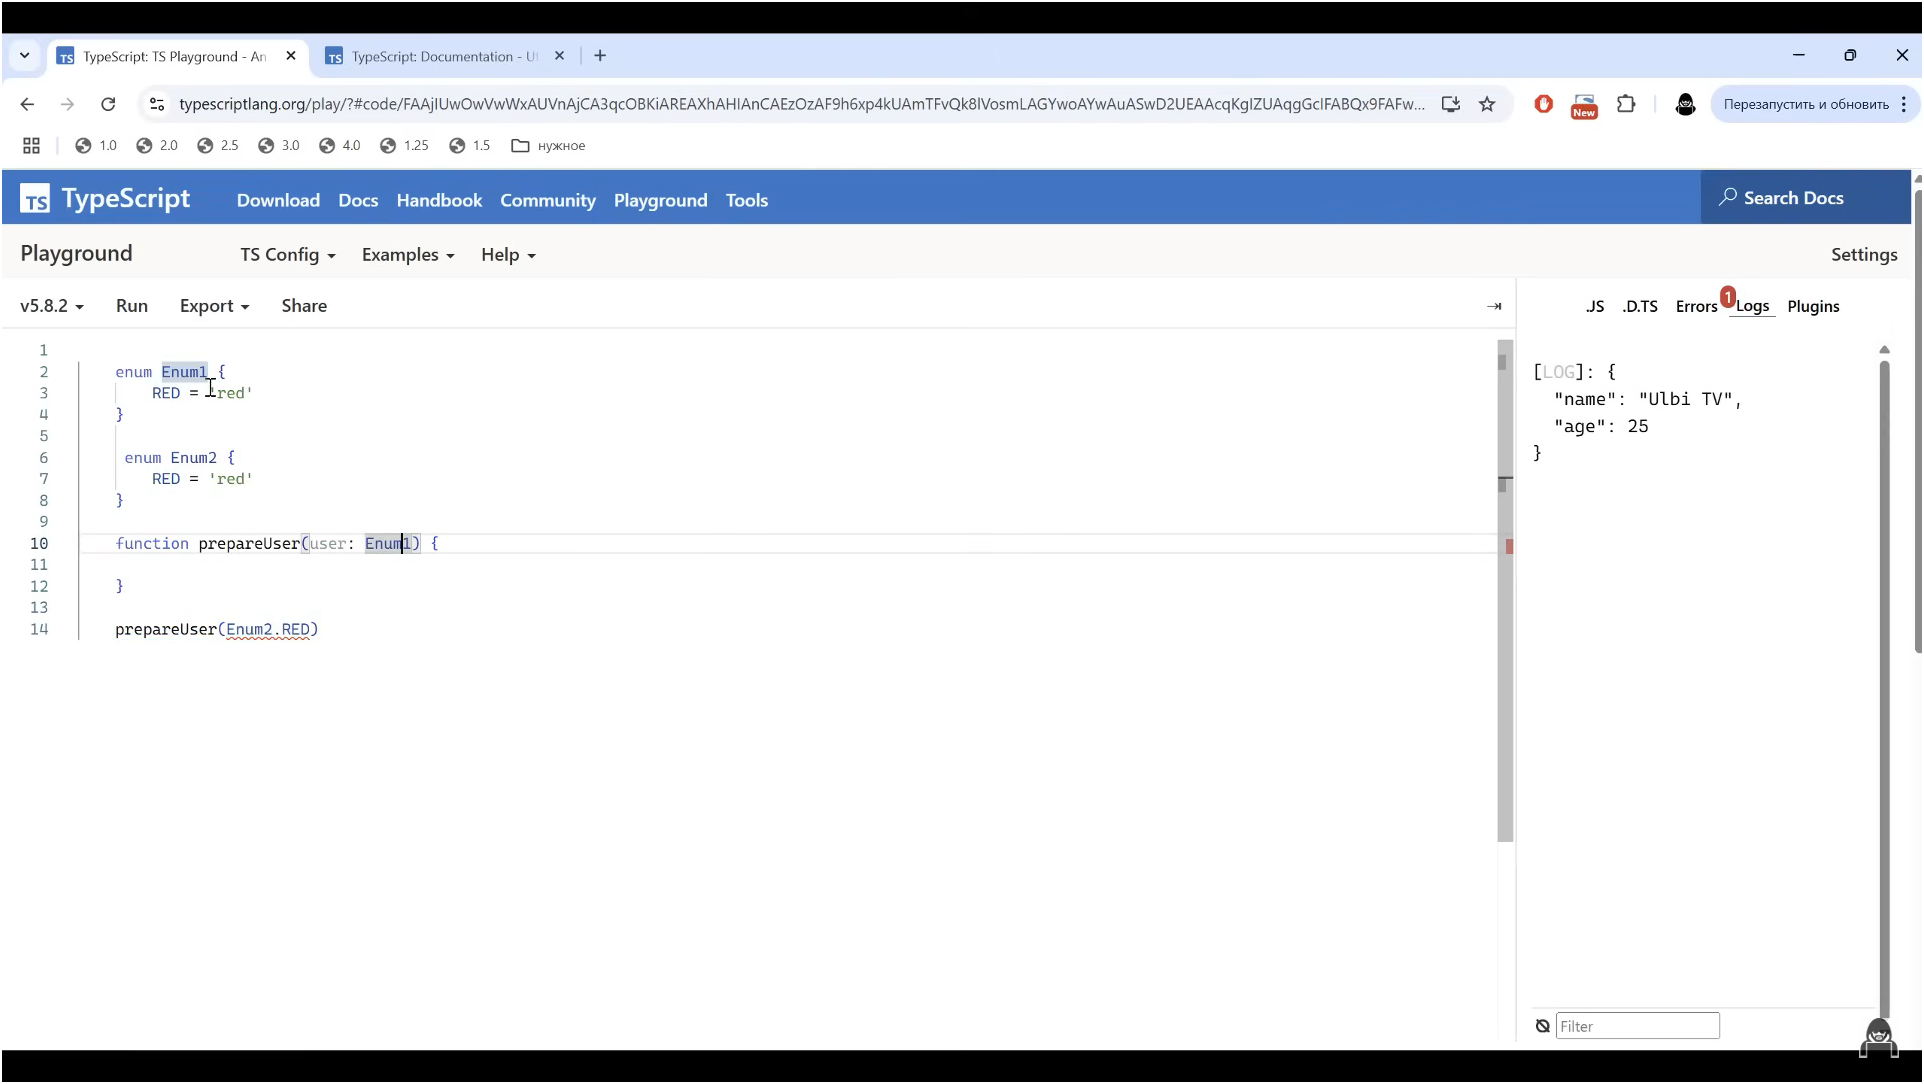 TypeScript: TS Playground - An
TypeScript: Documentation - Ut
typescriptlang.org/play/?#code/FAAjIUwOwVwWxAUVnAjCA3qcOBKiAREAXhAHIAnCAEzOzAF9h6xp4kUAmTFvQk8lVosmLAGYwoAYwAuASwD2UEAAcqKgIZUAqgGcIFABQx9FAFw...
New
Перезапустить и обновить
1.0 2.0 2.5 3.0 4.0 1.25 1.5 нужное
TS TypeScript Download Docs Handbook Community Playground Tools Search Docs
Playground TS Config Examples Help Settings
v5.8.2 Run Export Share
.JS .D.TS Errors 1 Logs Plugins
1
2 enum Enum1 {
3 RED = 'red'
4 }
5
6 enum Enum2 {
7 RED = 'red'
8 }
9
10 function prepareUser(user: Enum1) {
11
12 }
13
14 prepareUser(Enum2.RED)
[LOG]: {
"name": "Ulbi TV",
"age": 25
}
Filter